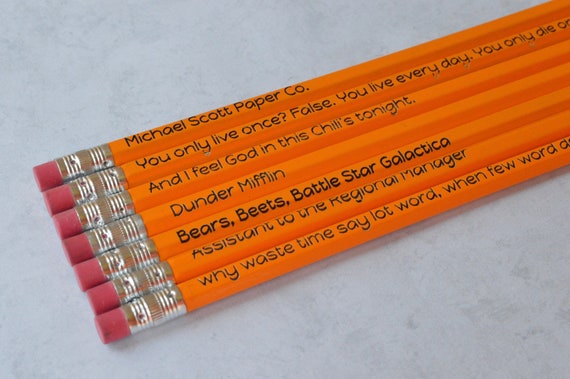 Michael Scott Paper Co.
You only live once? False. You live every day. You only die on
And I feel God in this Chili's tonight.
Dunder Mifflin
Bears, Beets, Battle Star Galactica
Assistant to the Regional Manager
why waste time say lot word, when few word